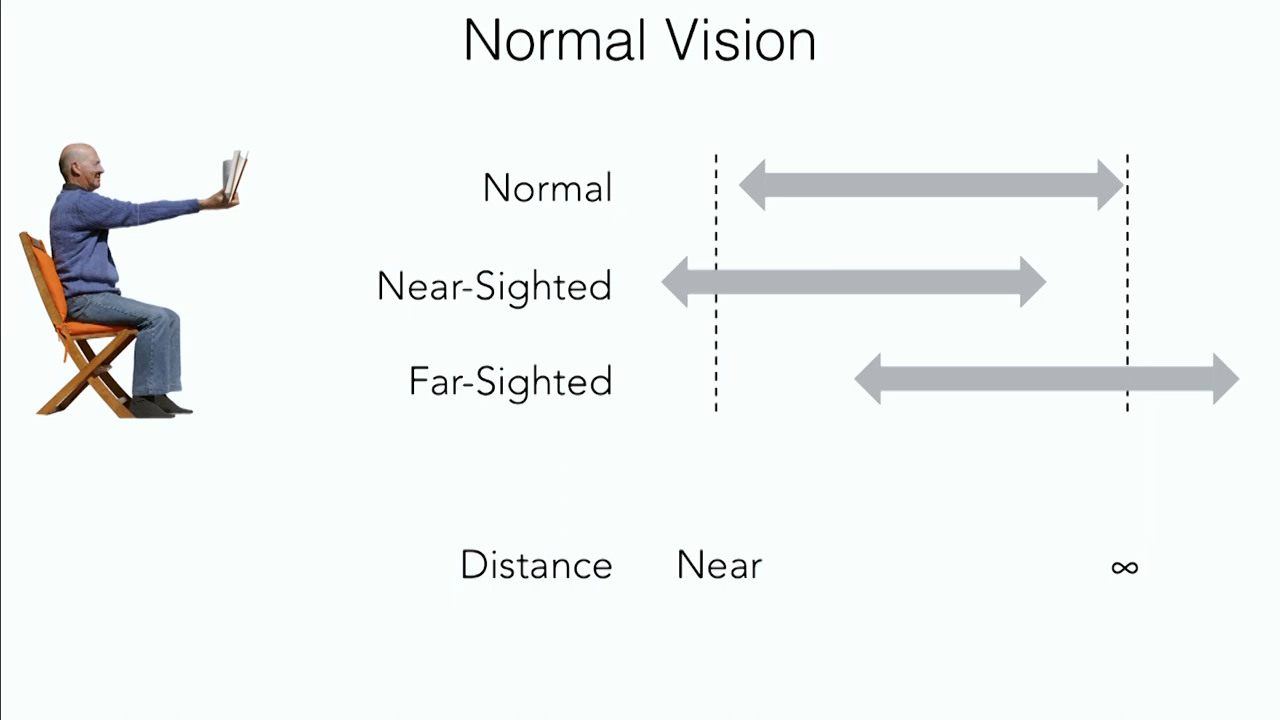 Normal Vision
Normal
Near-Sighted
Far-Sighted
Distance Near ∞